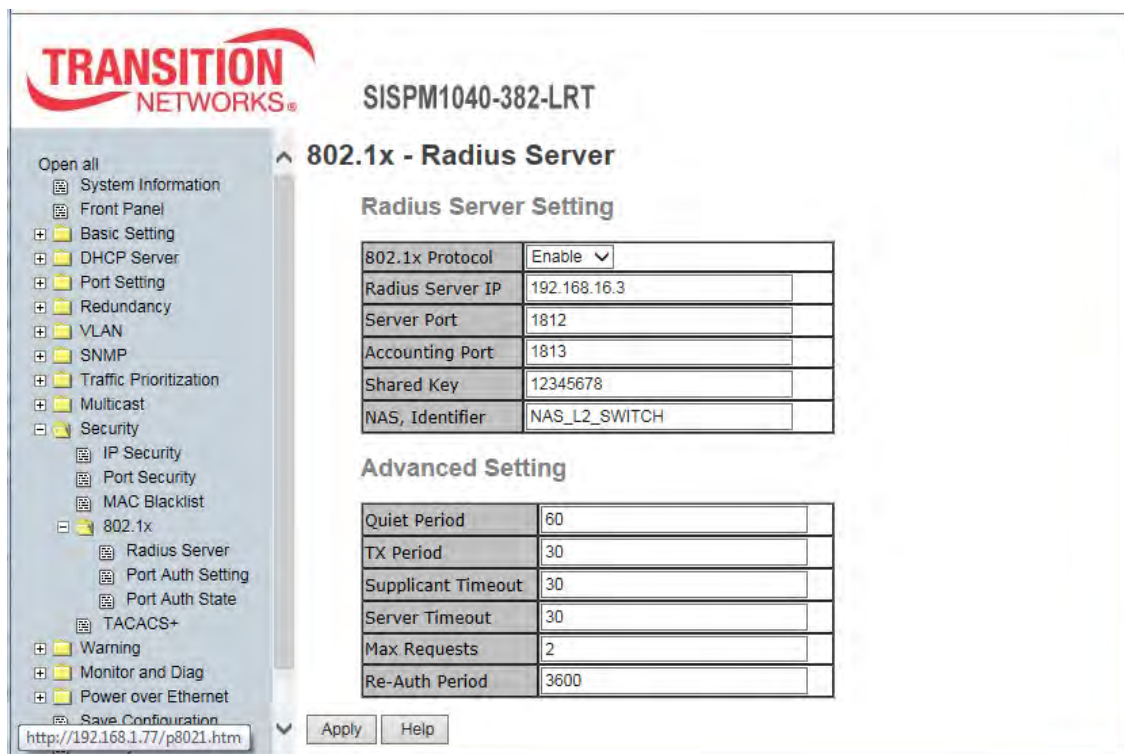 TRANSITION
NETWORKS®
SISPM1040-382-LRT
Open all
System Information
Front Panel
Basic Setting
DHCP Server
Port Setting
Redundancy
VLAN
SNMP
Traffic Prioritization
Multicast
Security
IP Security
Port Security
MAC Blacklist
802.1x
Radius Server
Port Auth Setting
Port Auth State
TACACS+
Warning
Monitor and Diag
Power over Ethernet
Save Configuration
http://192.168.1.77/p8021.htm
802.1x - Radius Server
Radius Server Setting
802.1x Protocol Enable
Radius Server IP 192.168.16.3
Server Port 1812
Accounting Port 1813
Shared Key 12345678
NAS, Identifier NAS_L2_SWITCH
Advanced Setting
Quiet Period 60
TX Period 30
Supplicant Timeout 30
Server Timeout 30
Max Requests 2
Re-Auth Period 3600
Apply Help